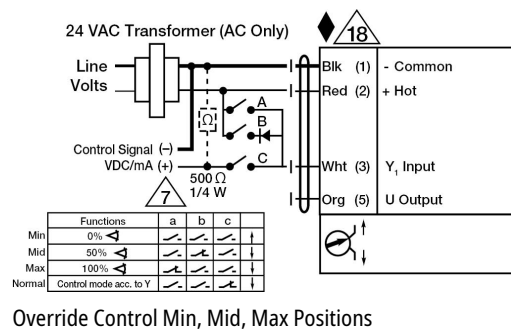 24 VAC Transformer (AC Only)
18
Line
Volts
Blk (1) - Common
Red (2) + Hot
A
Ω
B
Control Signal (–)
VDC/mA (+)
C
Wht (3) Y₁ Input
500 Ω
1/4 W
7
Org (5) U Output
Functions a b c
Min 0%
Mid 50%
Max 100%
Normal Control mode acc. to Y
Override Control Min, Mid, Max Positions